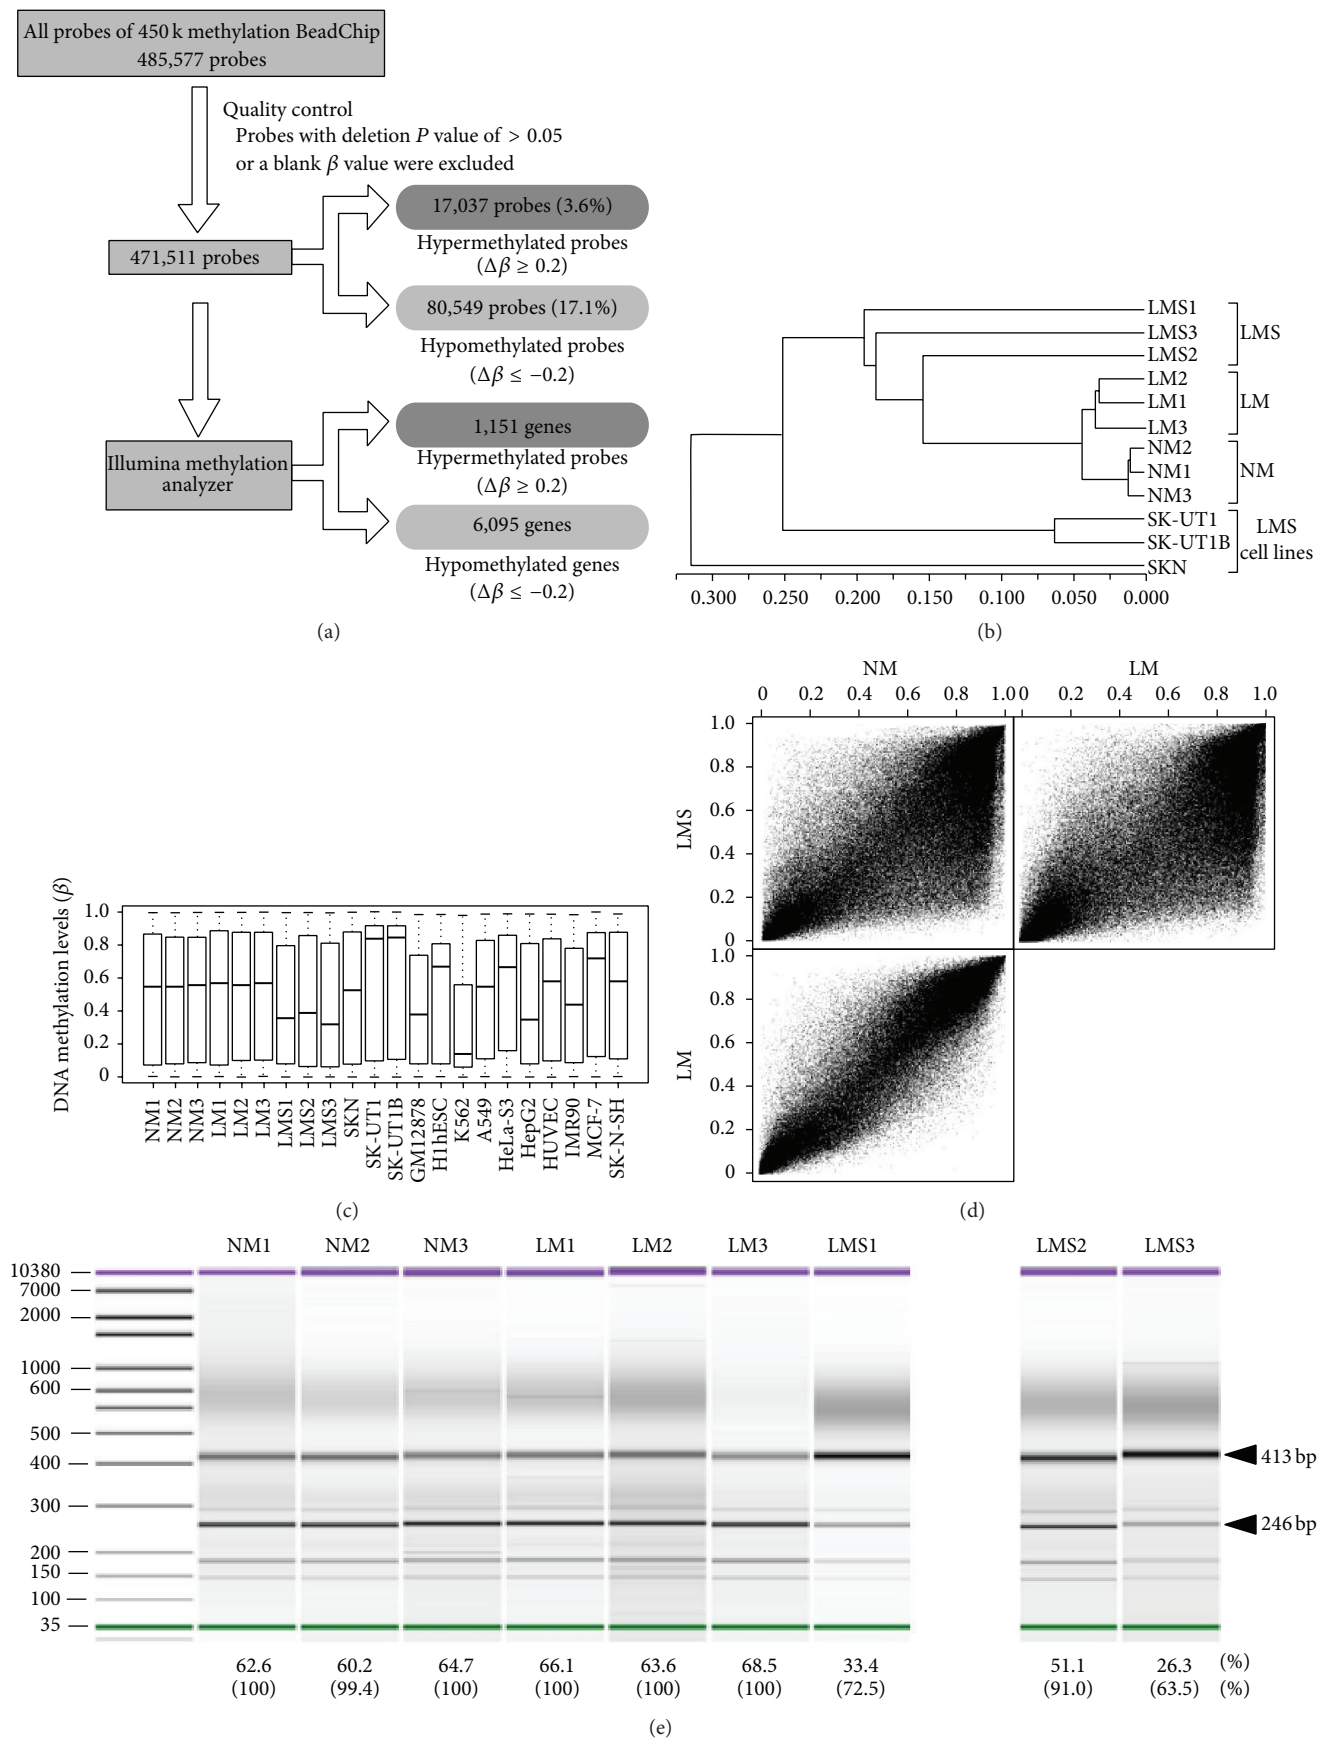 All probes of 450 k methylation BeadChip
485,577 probes
Quality control
Probes with deletion P value of > 0.05
or a blank β value were excluded
471,511 probes
17,037 probes (3.6%)
Hypermethylated probes
(Δβ ≥ 0.2)
80,549 probes (17.1%)
Hypomethylated probes
(Δβ ≤ −0.2)
Illumina methylation
analyzer
1,151 genes
Hypermethylated probes
(Δβ ≥ 0.2)
6,095 genes
Hypomethylated genes
(Δβ ≤ −0.2)
(a)
LMS1
LMS3
LMS2
LMS
LM2
LM1
LM3
LM
NM2
NM1
NM3
NM
SK-UT1
SK-UT1B
SKN
LMS
cell lines
0.300 0.250 0.200 0.150 0.100 0.050 0.000
(b)
DNA methylation levels (β)
1.0
0.8
0.6
0.4
0.2
0
NM1
NM2
NM3
LM1
LM2
LM3
LMS1
LMS2
LMS3
SKN
SK-UT1
SK-UT1B
GM12878
H1hESC
K562
A549
HeLa-S3
HepG2
HUVEC
IMR90
MCF-7
SK-N-SH
(c)
NM LM
0 0.2 0.4 0.6 0.8 1.0 0 0.2 0.4 0.6 0.8 1.0
LMS
1.0
0.8
0.6
0.4
0.2
0
LM
1.0
0.8
0.6
0.4
0.2
0
(d)
NM1 NM2 NM3 LM1 LM2 LM3 LMS1 LMS2 LMS3
10380
7000
2000
1000
600
500
400
300
200
150
100
35
413 bp
246 bp
62.6 60.2 64.7 66.1 63.6 68.5 33.4 51.1 26.3 (%)
(100) (99.4) (100) (100) (100) (100) (72.5) (91.0) (63.5) (%)
(e)